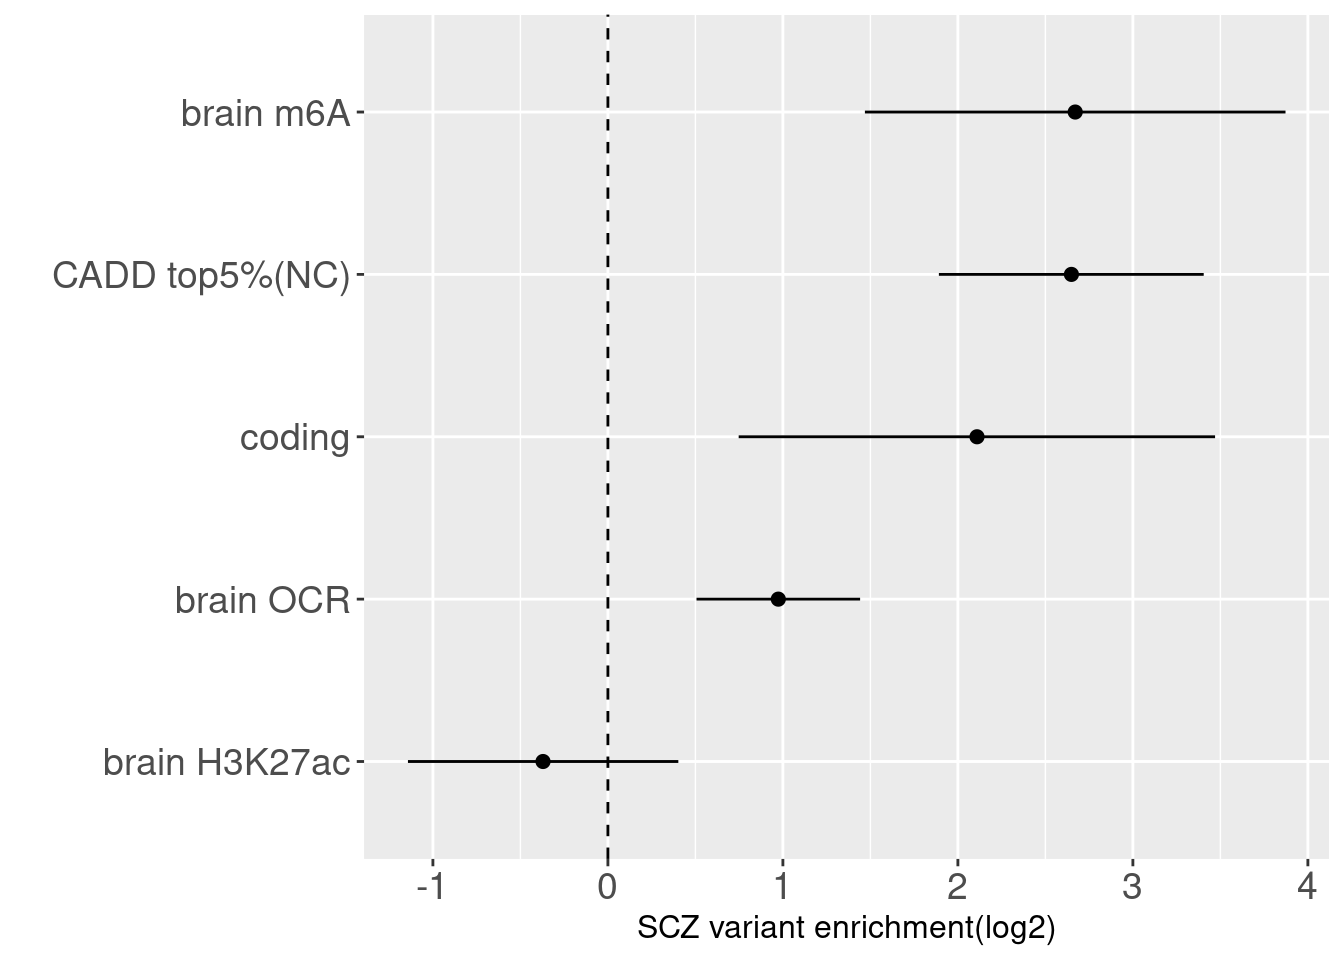 brain m6A
CADD top5%(NC)
coding
brain OCR
brain H3K27ac
-1 0 1 2 3 4
SCZ variant enrichment(log2)